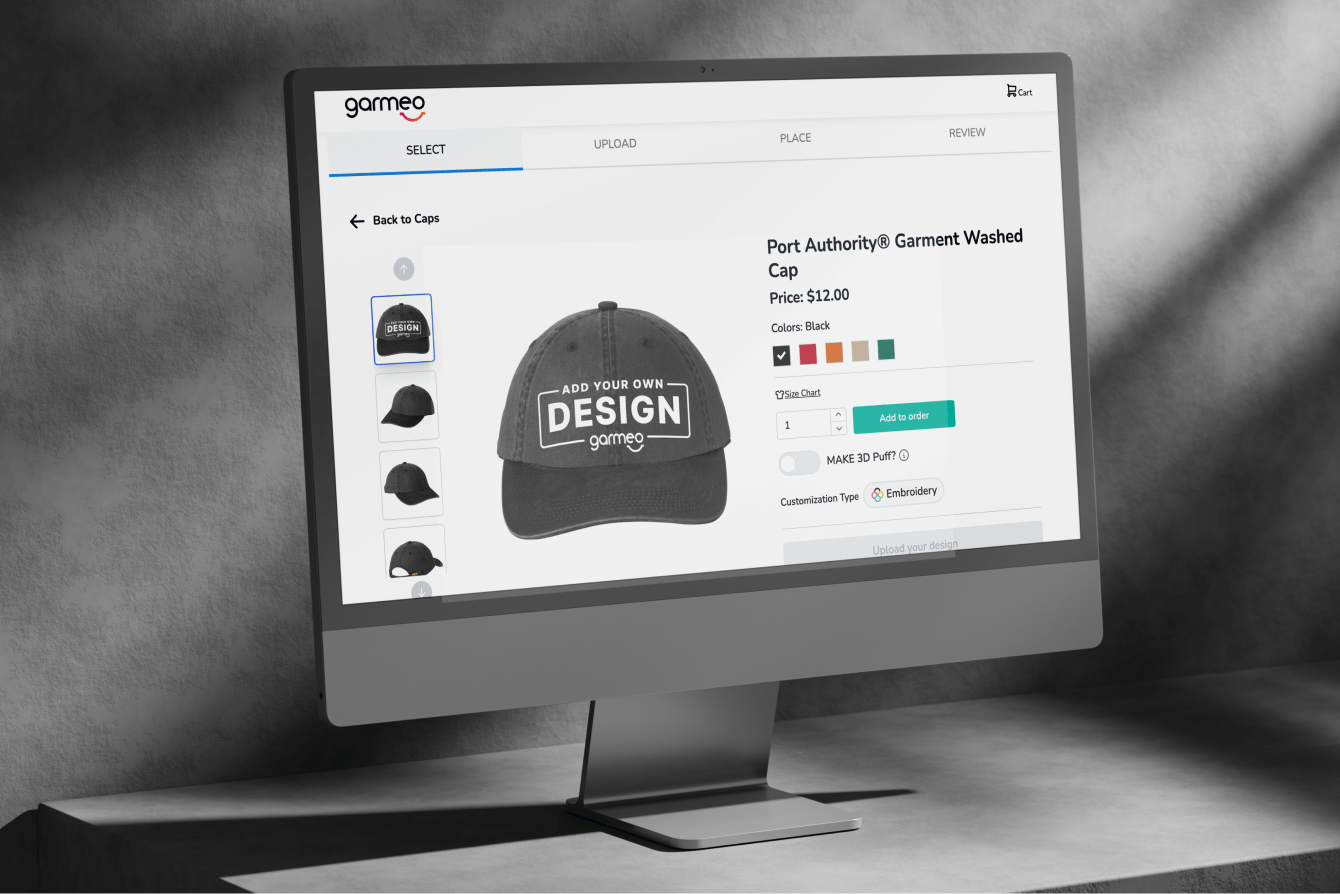 garmeo
Cart
SELECT
UPLOAD
PLACE
REVIEW
Back to Caps
Port Authority® Garment Washed
Cap
Price: $12.00
Colors: Black
Size Chart
1
Add to order
MAKE 3D Puff?
Customization Type
Embroidery
Upload your design
ADD YOUR OWN
DESIGN
garmeo
ADD YOUR OWN
DESIGN
garmeo